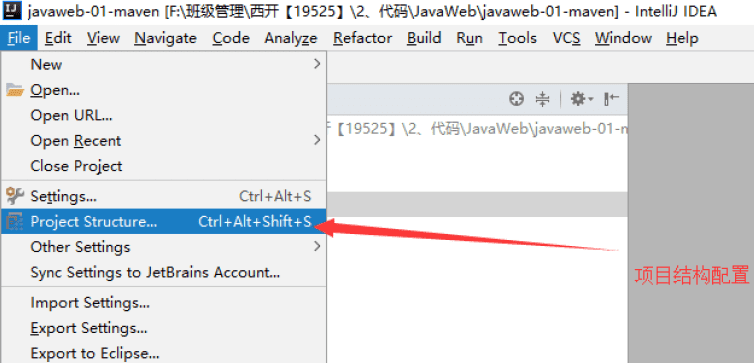 IJ javaweb-01-maven [F:\班级管理\西开【19525】\2、代码\JavaWeb\javaweb-01-maven] - IntelliJ IDEA
File Edit View Navigate Code Analyze Refactor Build Run Tools VCS Window Help
New
Open...
Open URL...
Open Recent
Close Project
Settings... Ctrl+Alt+S
Project Structure... Ctrl+Alt+Shift+S
Other Settings
Sync Settings to JetBrains Account...
Import Settings...
Export Settings...
Export to Eclipse...
【19525】\2、代码\JavaWeb\javaweb-01-m
项目结构配置